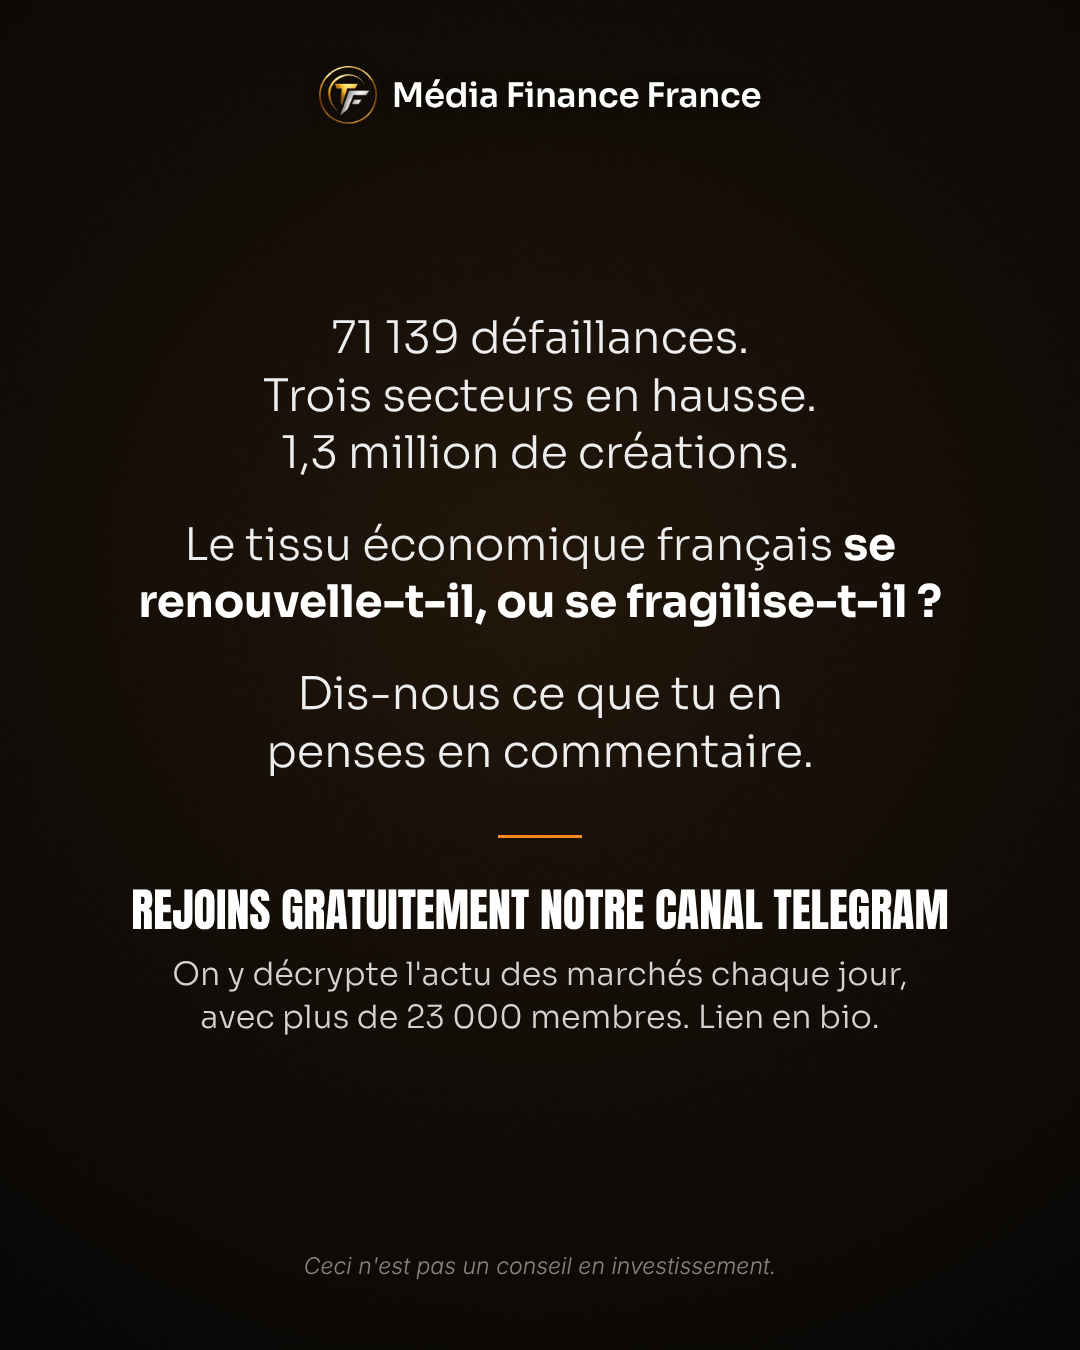 TF Média Finance France
71 139 défaillances.
Trois secteurs en hausse.
1,3 million de créations.
Le tissu économique français se
renouvelle-t-il, ou se fragilise-t-il ?
Dis-nous ce que tu en
penses en commentaire.
REJOINS GRATUITEMENT NOTRE CANAL TELEGRAM
On y décrypte l'actu des marchés chaque jour,
avec plus de 23 000 membres. Lien en bio.
Ceci n'est pas un conseil en investissement.